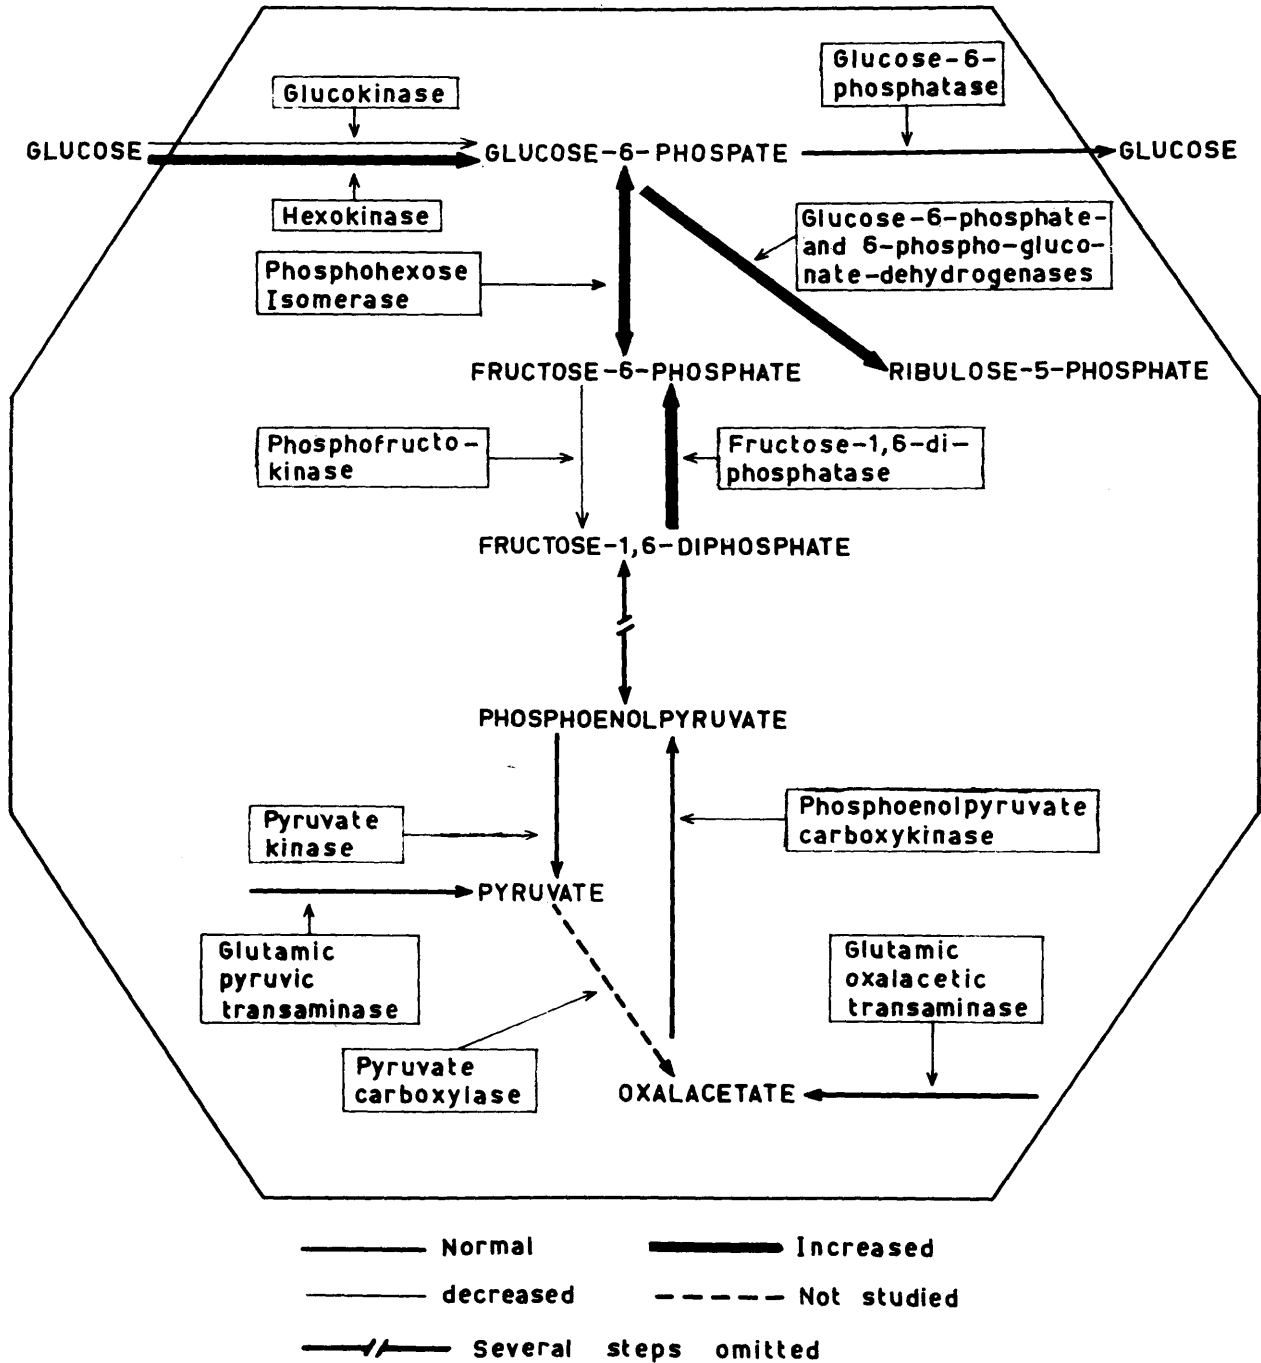 Glucokinase
Glucose-6-
phosphatase
GLUCOSE
GLUCOSE-6-PHOSPATE
GLUCOSE
Hexokinase
Glucose-6-phosphate-
and 6-phospho-gluco-
nate-dehydrogenases
Phosphohexose
Isomerase
FRUCTOSE-6-PHOSPHATE
RIBULOSE-5-PHOSPHATE
Phosphofructo-
kinase
Fructose-1,6-di-
phosphatase
FRUCTOSE-1,6-DIPHOSPHATE
PHOSPHOENOLPYRUVATE
Pyruvate
kinase
Phosphoenolpyruvate
carboxykinase
PYRUVATE
Glutamic
pyruvic
transaminase
Glutamic
oxalacetic
transaminase
Pyruvate
carboxylase
OXALACETATE
Normal
Increased
decreased
Not studied
Several steps omitted